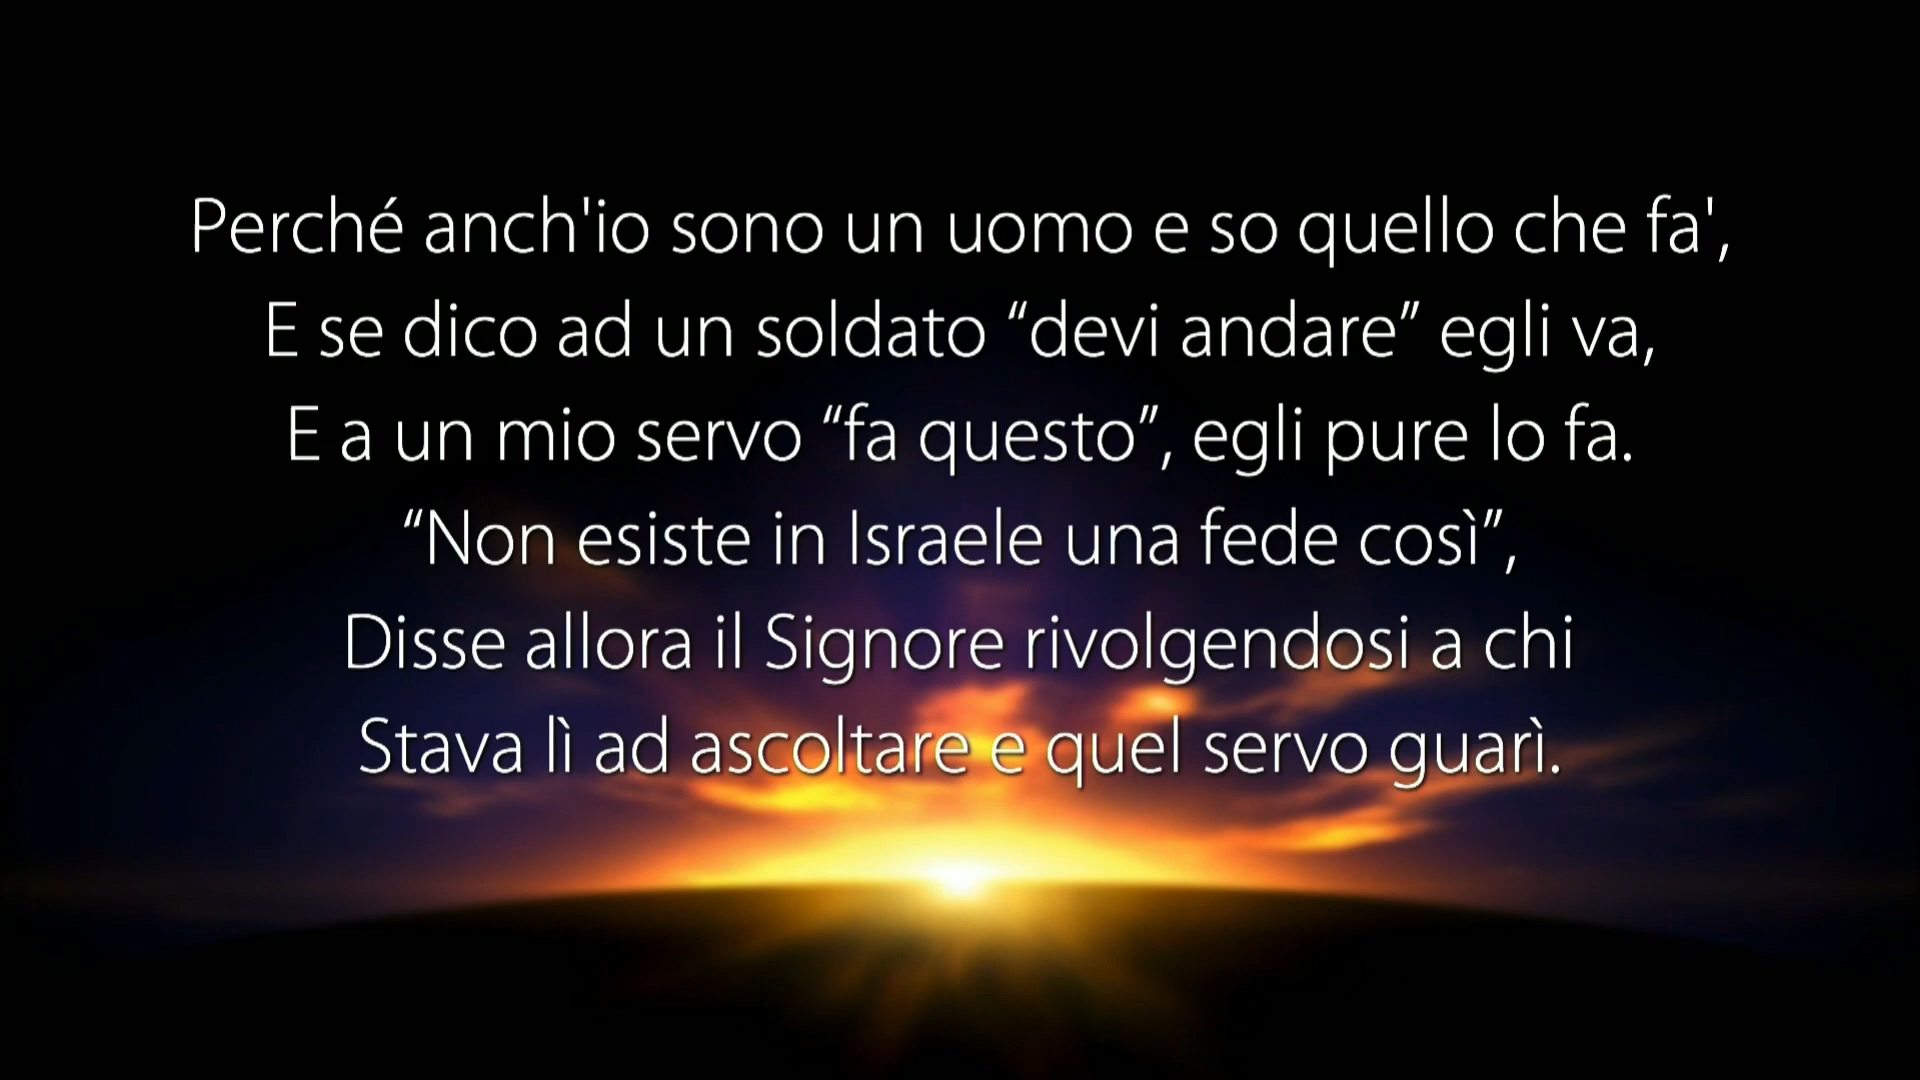 Perché anch'io sono un uomo e so quello che fa',
E se dico ad un soldato “devi andare” egli va,
E a un mio servo “fa questo”, egli pure lo fa.
“Non esiste in Israele una fede così”,
Disse allora il Signore rivolgendosi a chi
Stava lì ad ascoltare e quel servo guarì.